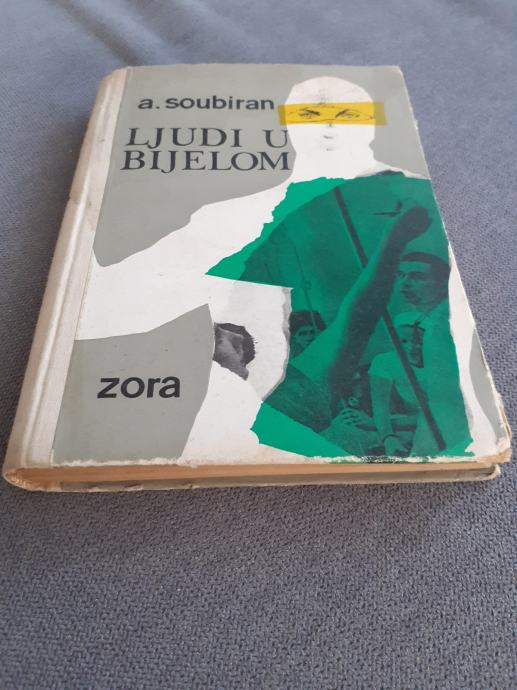 a. soubiran
LJUDI U
BIJELOM
zora